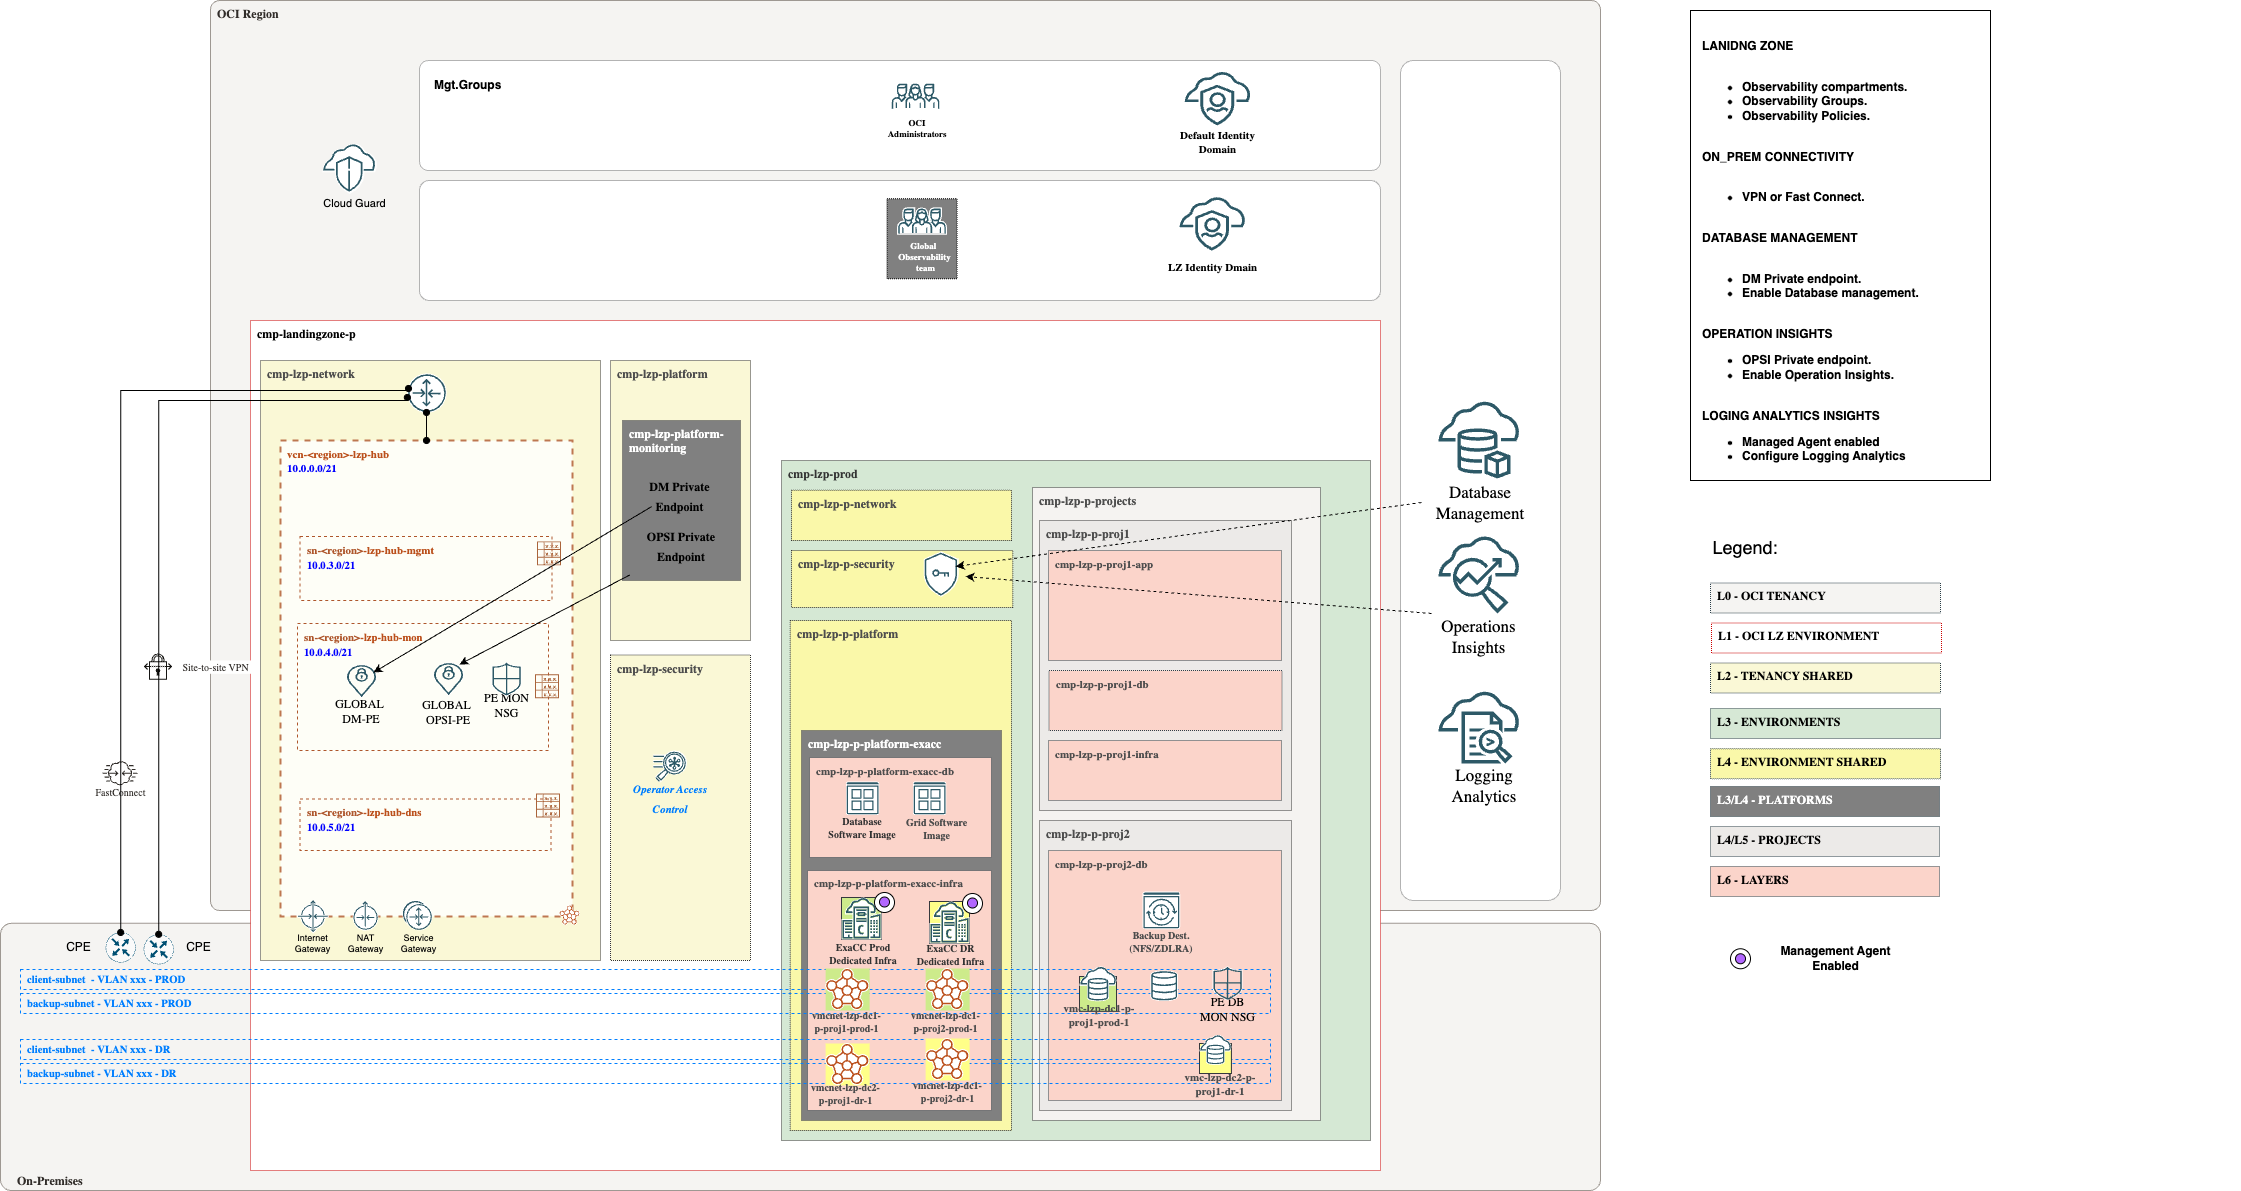 OCI Region
Mgt.Groups
OCI
Administrators
Default Identity
Domain
Cloud Guard
Global
Observability
team
LZ Identity Dmain
cmp-landingzone-p
cmp-lzp-network
vcn-<region>-lzp-hub
10.0.0.0/21
sn-<region>-lzp-hub-mgmt
10.0.3.0/21
sn-<region>-lzp-hub-mon
10.0.4.0/21
GLOBAL
DM-PE
GLOBAL
OPSI-PE
PE MON
NSG
sn-<region>-lzp-hub-dns
10.0.5.0/21
Internet
Gateway
NAT
Gateway
Service
Gateway
Site-to-site VPN
FastConnect
CPE
CPE
cmp-lzp-platform
cmp-lzp-platform-
monitoring
DM Private
Endpoint
OPSI Private
Endpoint
cmp-lzp-security
Operator Access
Control
cmp-lzp-prod
cmp-lzp-p-network
cmp-lzp-p-security
cmp-lzp-p-platform
cmp-lzp-p-platform-exacc
cmp-lzp-p-platform-exacc-db
Database
Software Image
Grid Software
Image
cmp-lzp-p-platform-exacc-infra
ExaCC Prod
Dedicated Infra
ExaCC DR
Dedicated Infra
vmcnet-lzp-dc1-
p-proj1-prod-1
vmcnet-lzp-dc1-
p-proj2-prod-1
vmcnet-lzp-dc2-
p-proj1-dr-1
vmcnet-lzp-dc1-
p-proj2-dr-1
cmp-lzp-p-projects
cmp-lzp-p-proj1
cmp-lzp-p-proj1-app
cmp-lzp-p-proj1-db
cmp-lzp-p-proj1-infra
cmp-lzp-p-proj2
cmp-lzp-p-proj2-db
Backup Dest.
(NFS/ZDLRA)
vmc-lzp-dc1-p-
proj1-prod-1
PE DB
MON NSG
vmc-lzp-dc2-p-
proj1-dr-1
client-subnet - VLAN xxx - PROD
backup-subnet - VLAN xxx - PROD
client-subnet - VLAN xxx - DR
backup-subnet - VLAN xxx - DR
On-Premises
Database
Management
Operations
Insights
Logging
Analytics
LANIDNG ZONE
• Observability compartments.
• Observability Groups.
• Observability Policies.
ON_PREM CONNECTIVITY
• VPN or Fast Connect.
DATABASE MANAGEMENT
• DM Private endpoint.
• Enable Database management.
OPERATION INSIGHTS
• OPSI Private endpoint.
• Enable Operation Insights.
LOGING ANALYTICS INSIGHTS
• Managed Agent enabled
• Configure Logging Analytics
Legend:
L0 - OCI TENANCY
L1 - OCI LZ ENVIRONMENT
L2 - TENANCY SHARED
L3 - ENVIRONMENTS
L4 - ENVIRONMENT SHARED
L3/L4 - PLATFORMS
L4/L5 - PROJECTS
L6 - LAYERS
Management Agent
Enabled